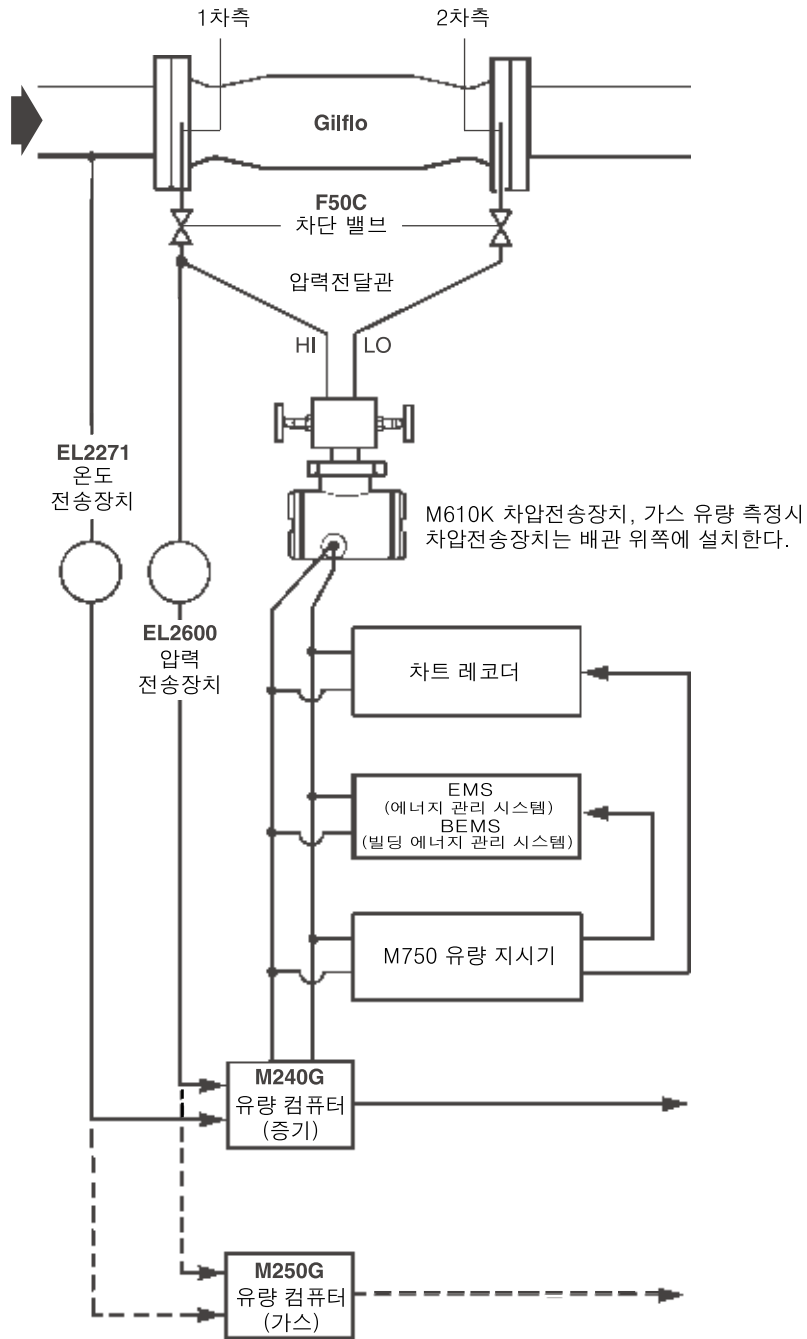 1차측
2차측
Gilflo
F50C
차단 밸브
압력전달관
HI
LO
EL2271
온도
전송장치
M610K 차압전송장치, 가스 유량 측정시
차압전송장치는 배관 위쪽에 설치한다.
EL2600
압력
전송장치
차트 레코더
EMS
(에너지 관리 시스템)
BEMS
(빌딩 에너지 관리 시스템)
M750 유량 지시기
M240G
유량 컴퓨터
(증기)
M250G
유량 컴퓨터
(가스)